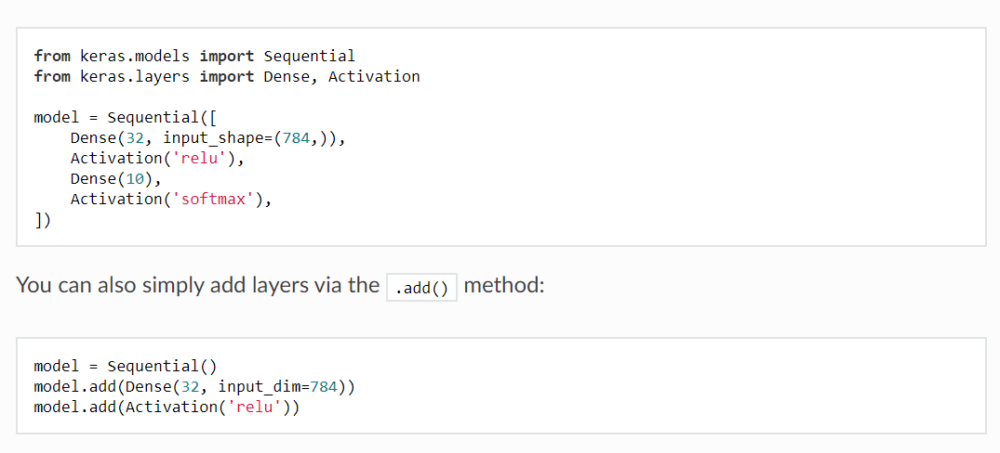 from keras.models import Sequential
from keras.layers import Dense, Activation

model = Sequential([
    Dense(32, input_shape=(784,)),
    Activation('relu'),
    Dense(10),
    Activation('softmax'),
])
You can also simply add layers via the .add() method:
model = Sequential()
model.add(Dense(32, input_dim=784))
model.add(Activation('relu'))